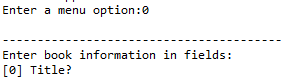 Enter a menu option:0
----------------------------------------
Enter book information in fields:
[0] Title?